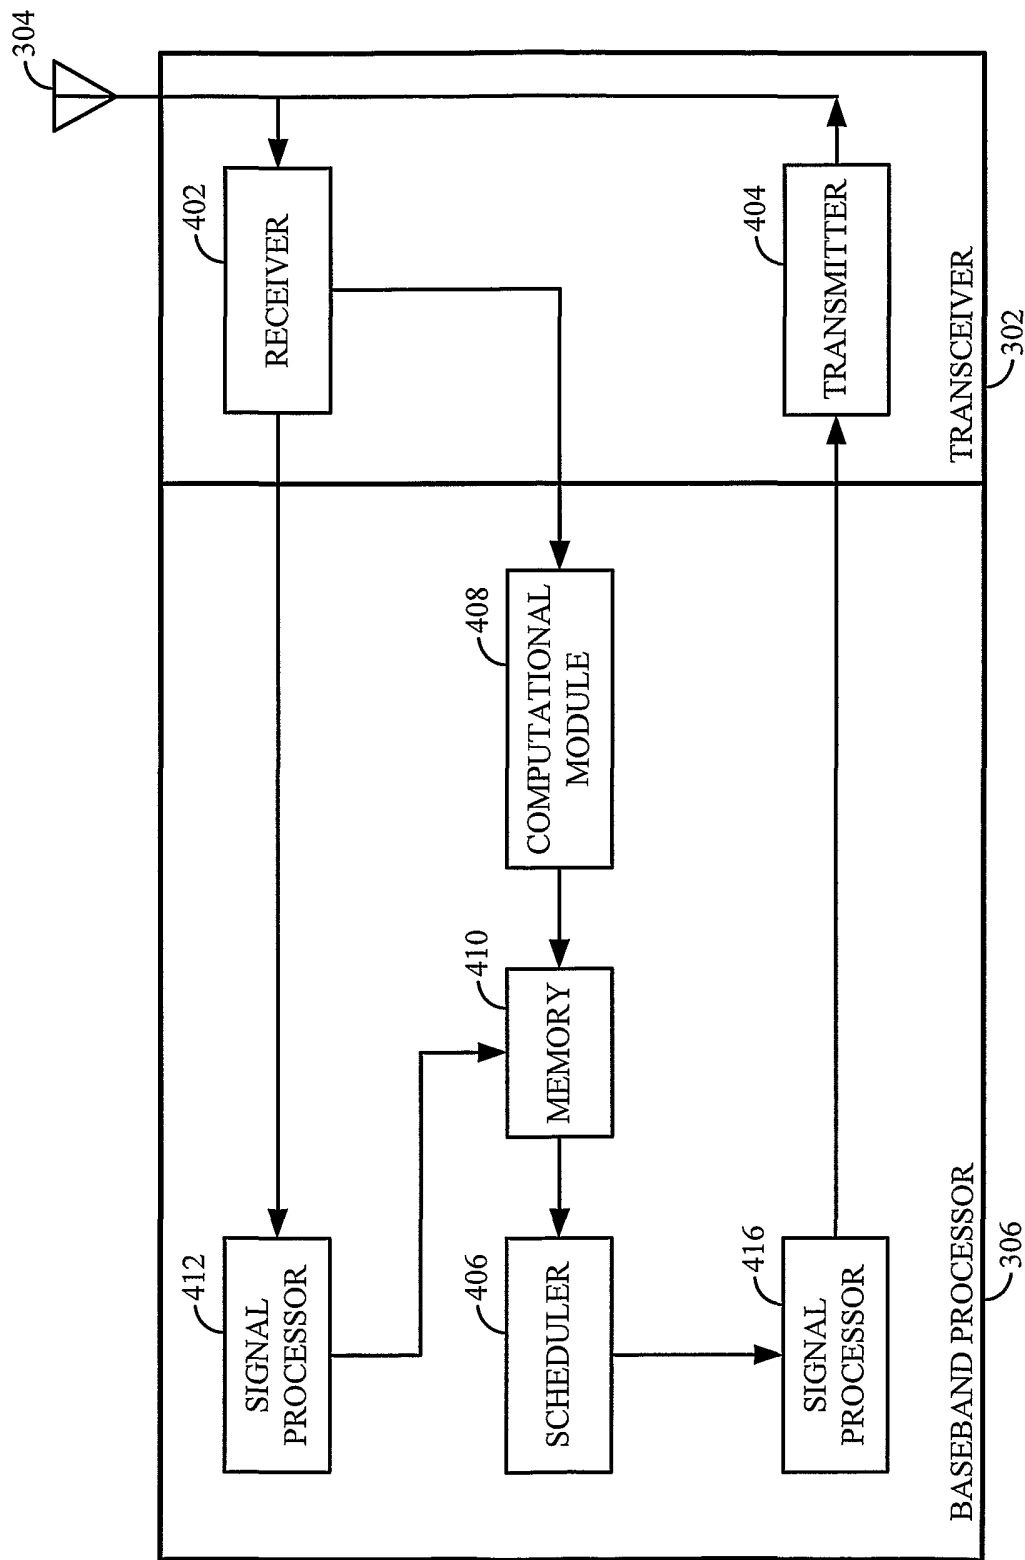 304
402
RECEIVER
404
TRANSMITTER
TRANSCEIVER
302
408
COMPUTATIONAL
MODULE
410
MEMORY
412
SIGNAL
PROCESSOR
406
SCHEDULER
416
SIGNAL
PROCESSOR
BASEBAND PROCESSOR
306